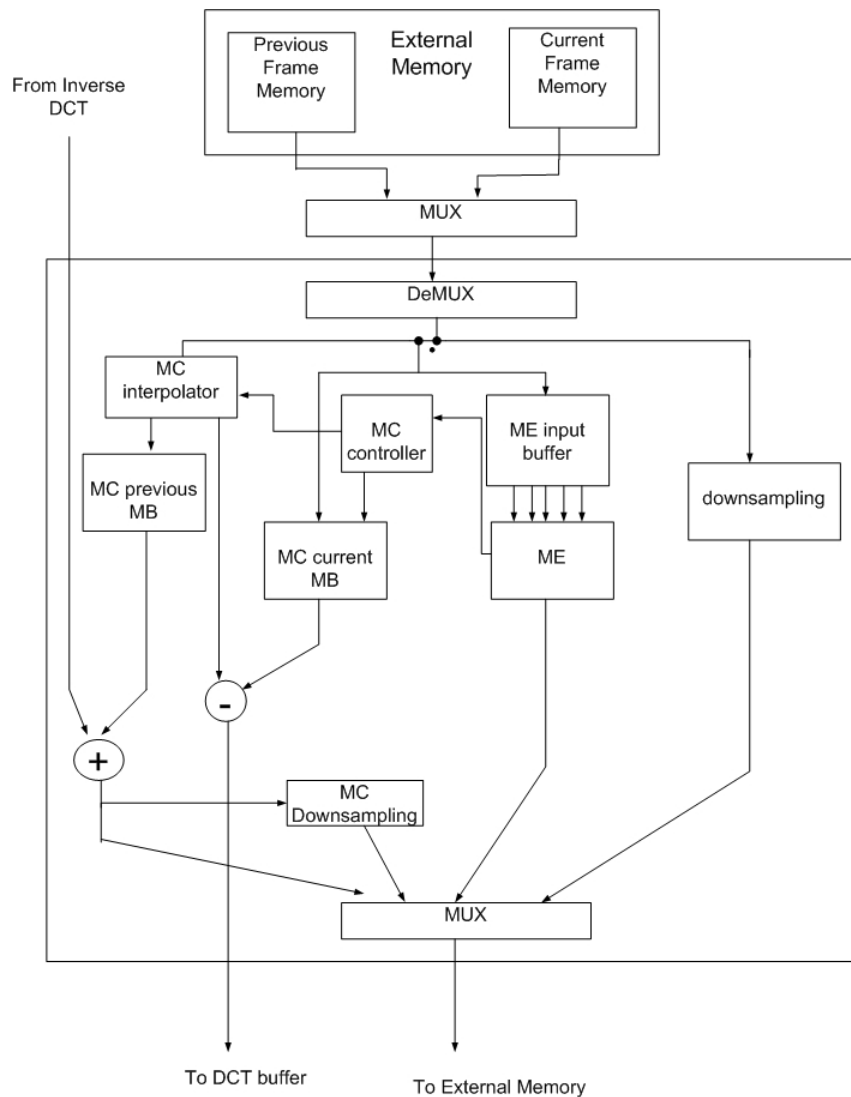 Previous
Frame
Memory
External
Memory
Current
Frame
Memory
From Inverse
DCT
MUX
DeMUX
MC
interpolator
MC
controller
ME input
buffer
MC previous
MB
downsampling
MC current
MB
ME
-
+
MC
Downsampling
MUX
To DCT buffer
To External Memory